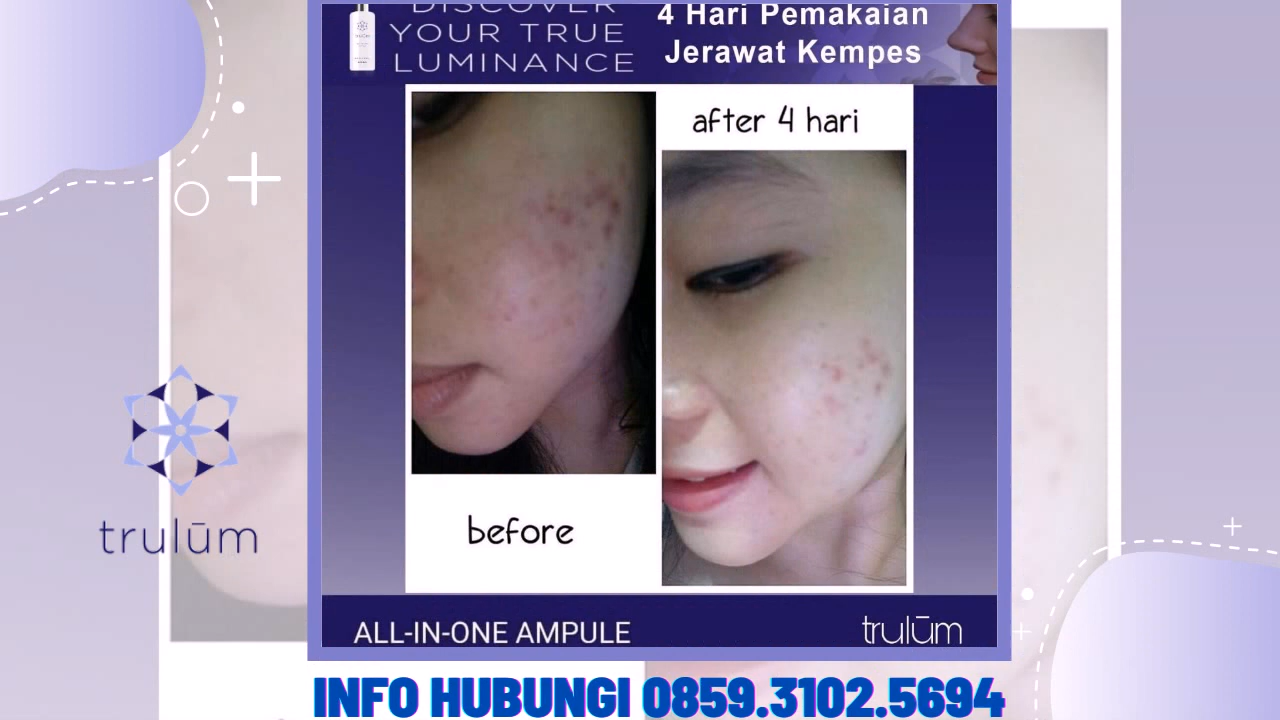 DISCOVER
YOUR TRUE
LUMINANCE
4 Hari Pemakaian
Jerawat Kempes
after 4 hari
before
trulūm
ALL-IN-ONE AMPULE
trulūm
INFO HUBUNGI 0859.3102.5694